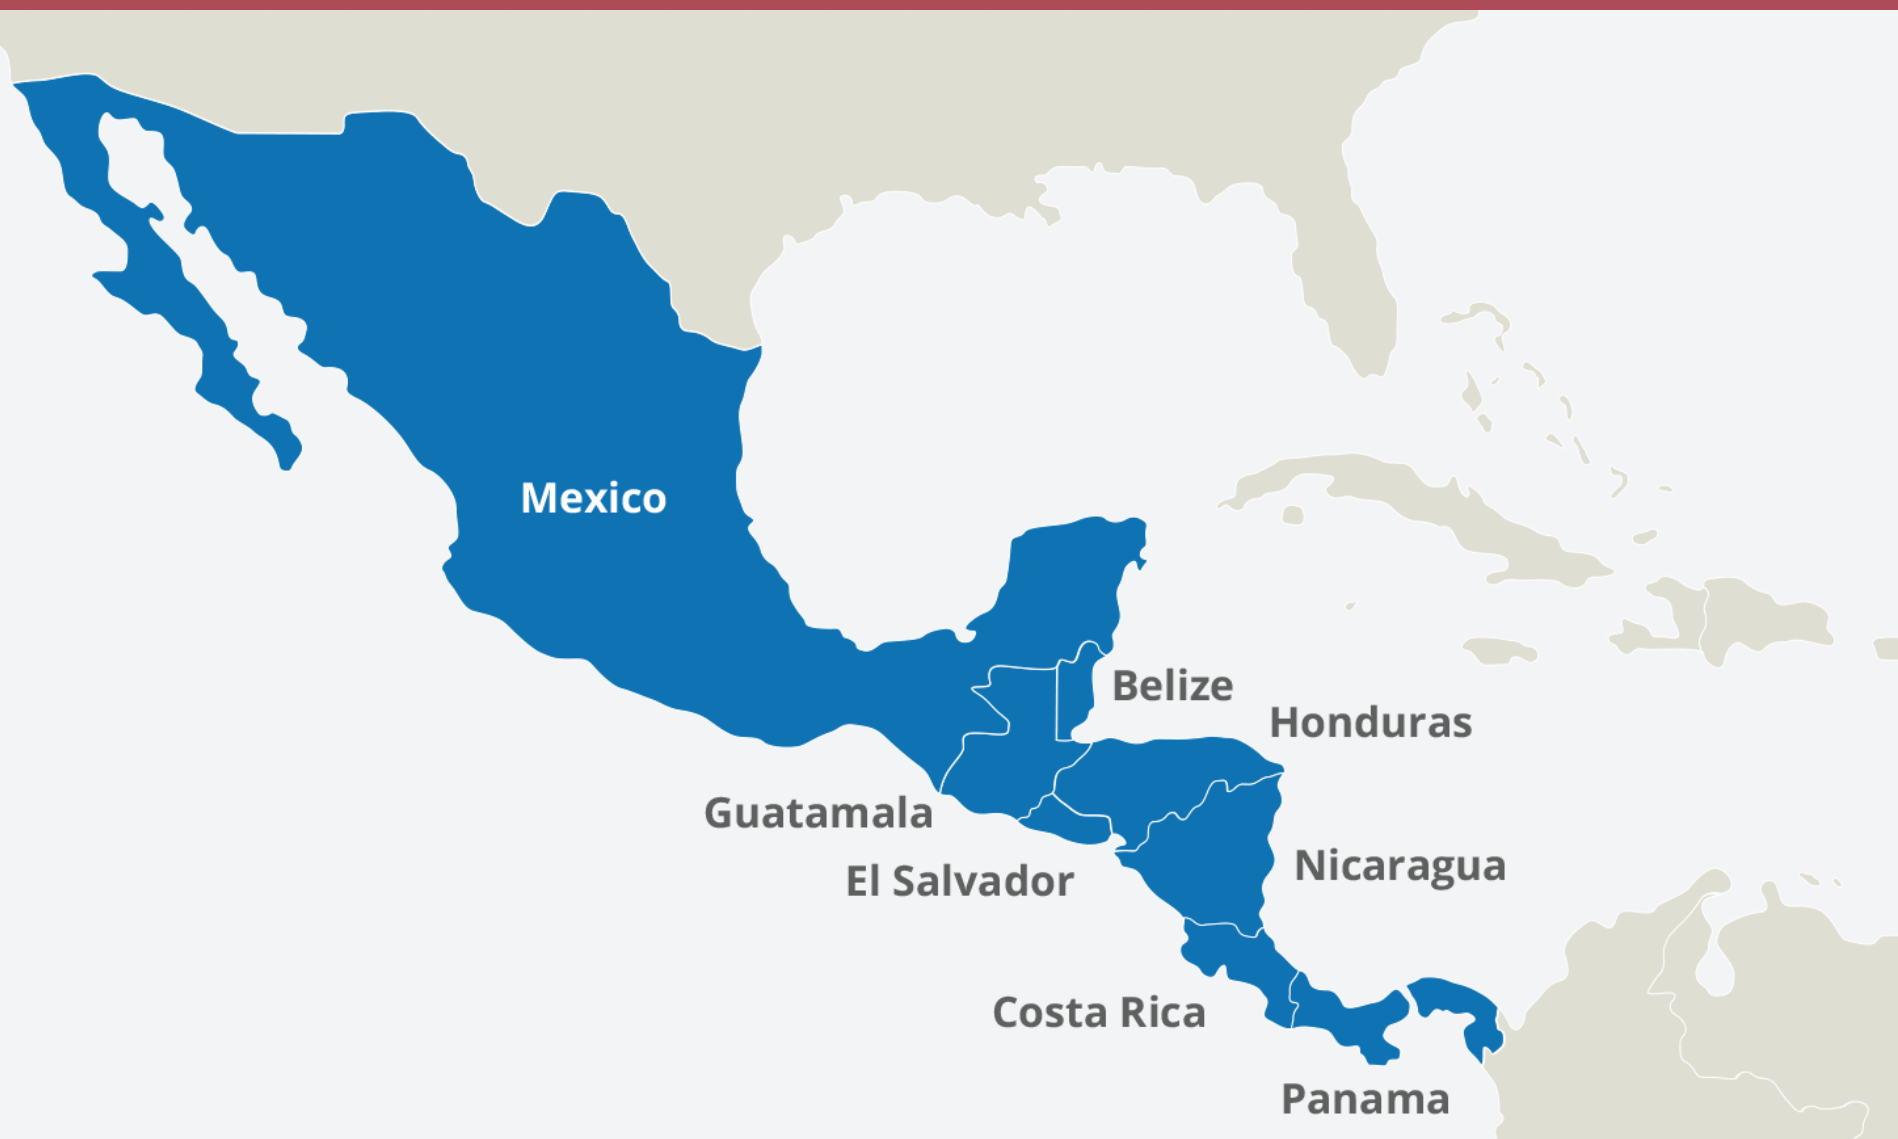 Mexico
Belize
Honduras
Guatamala
El Salvador
Nicaragua
Costa Rica
Panama